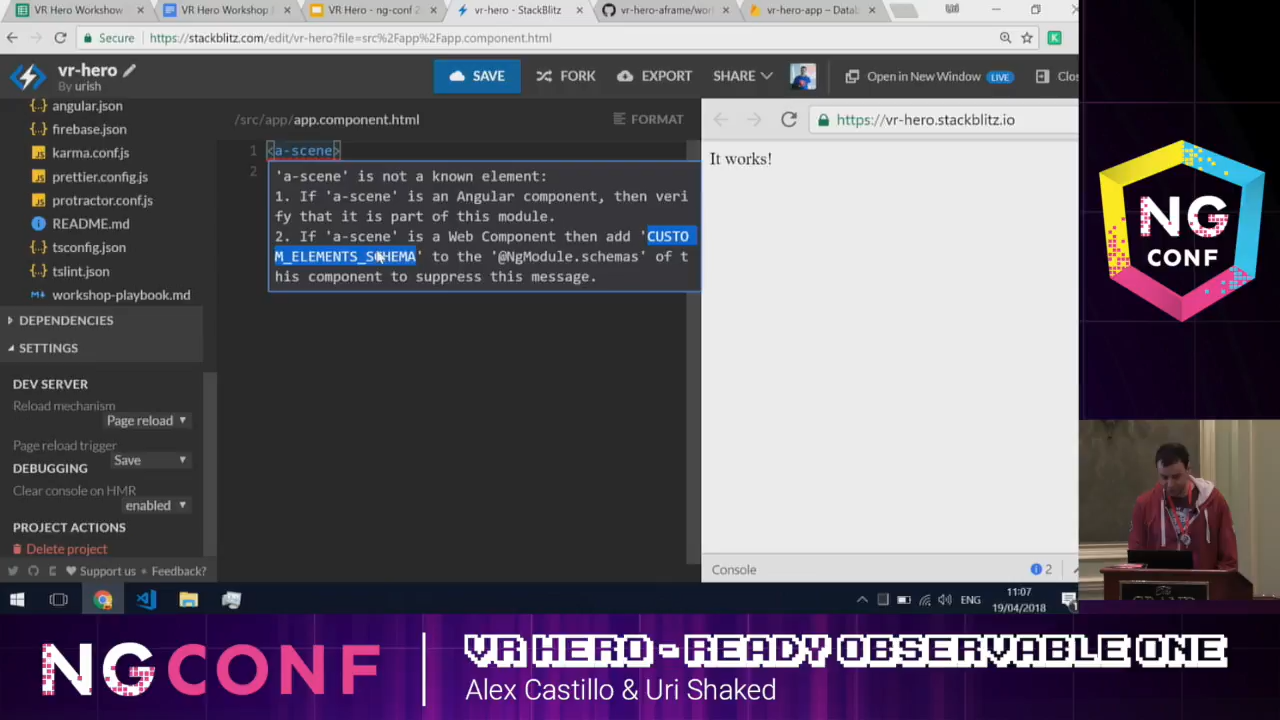 VR Hero Workshow
VR Hero Workshop
VR Hero - ng-conf 2
vr-hero - StackBlitz
vr-hero-aframe/worl
vr-hero-app – Datab
Secure
https://stackblitz.com/edit/vr-hero?file=src%2Fapp%2Fapp.component.html
K
vr-hero
By urish
SAVE
FORK
EXPORT
SHARE
Open in New Window LIVE
Clos
angular.json
firebase.json
karma.conf.js
prettier.config.js
protractor.conf.js
README.md
tsconfig.json
tslint.json
workshop-playbook.md
DEPENDENCIES
SETTINGS
DEV SERVER
Reload mechanism
Page reload
Page reload trigger
Save
DEBUGGING
Clear console on HMR
enabled
PROJECT ACTIONS
Delete project
Support us
Feedback?
/src/app/app.component.html
FORMAT
1 <a-scene>
2
'a-scene' is not a known element:
1. If 'a-scene' is an Angular component, then veri
fy that it is part of this module.
2. If 'a-scene' is a Web Component then add 'CUSTO
M_ELEMENTS_SCHEMA' to the '@NgModule.schemas' of t
his component to suppress this message.
https://vr-hero.stackblitz.io
It works!
Console
2
ENG
11:07
19/04/2018
NG
CONF
NGCONF
VR HERO - READY OBSERVABLE ONE
Alex Castillo & Uri Shaked